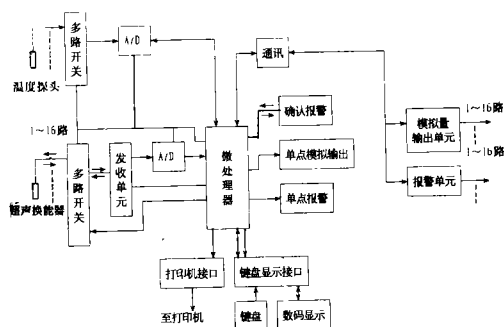 多路开关
A/D
温度探头
通讯
确认报警
1～16路
模拟量
输出单元
1～16路
1～16路
多路开关
发收单元
A/D
微处理器
单点模拟输出
报警单元
超声换能器
单点报警
打印机接口
键盘显示接口
至打印机
键盘
数码显示